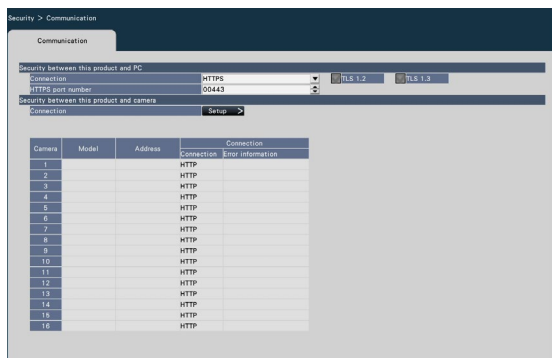 Security > Communication
Communication
Security between this product and PC
Connection HTTPS TLS 1.2 TLS 1.3
HTTPS port number 00443
Security between this product and camera
Connection Setup >
Camera Model Address Connection
Connection Error information
1 HTTP
2 HTTP
3 HTTP
4 HTTP
5 HTTP
6 HTTP
7 HTTP
8 HTTP
9 HTTP
10 HTTP
11 HTTP
12 HTTP
13 HTTP
14 HTTP
15 HTTP
16 HTTP